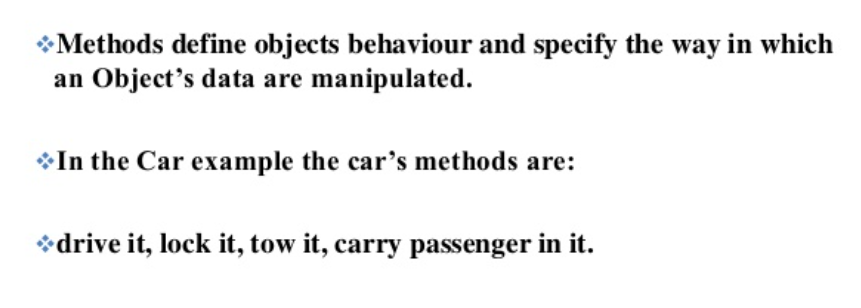 ❖Methods define objects behaviour and specify the way in which
an Object's data are manipulated.
❖In the Car example the car's methods are:
❖drive it, lock it, tow it, carry passenger in it.